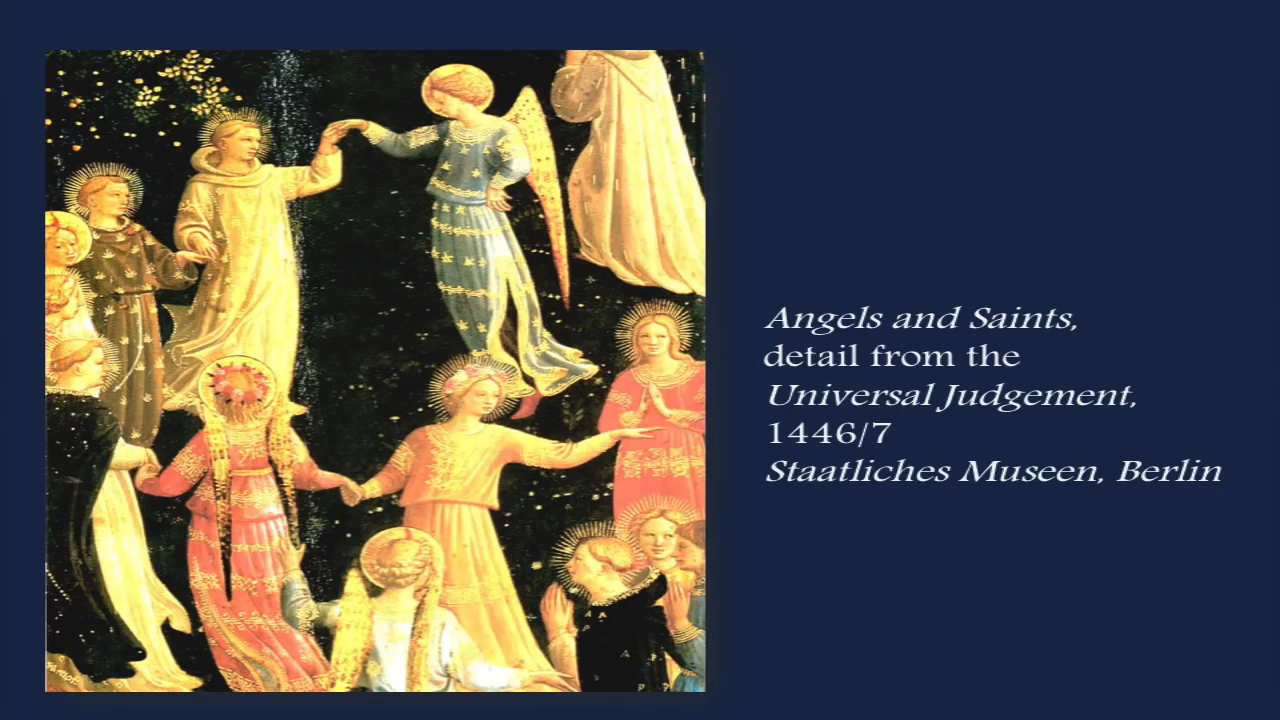 Angels and Saints,
detail from the
Universal Judgement,
1446/7
Staatliches Museen, Berlin